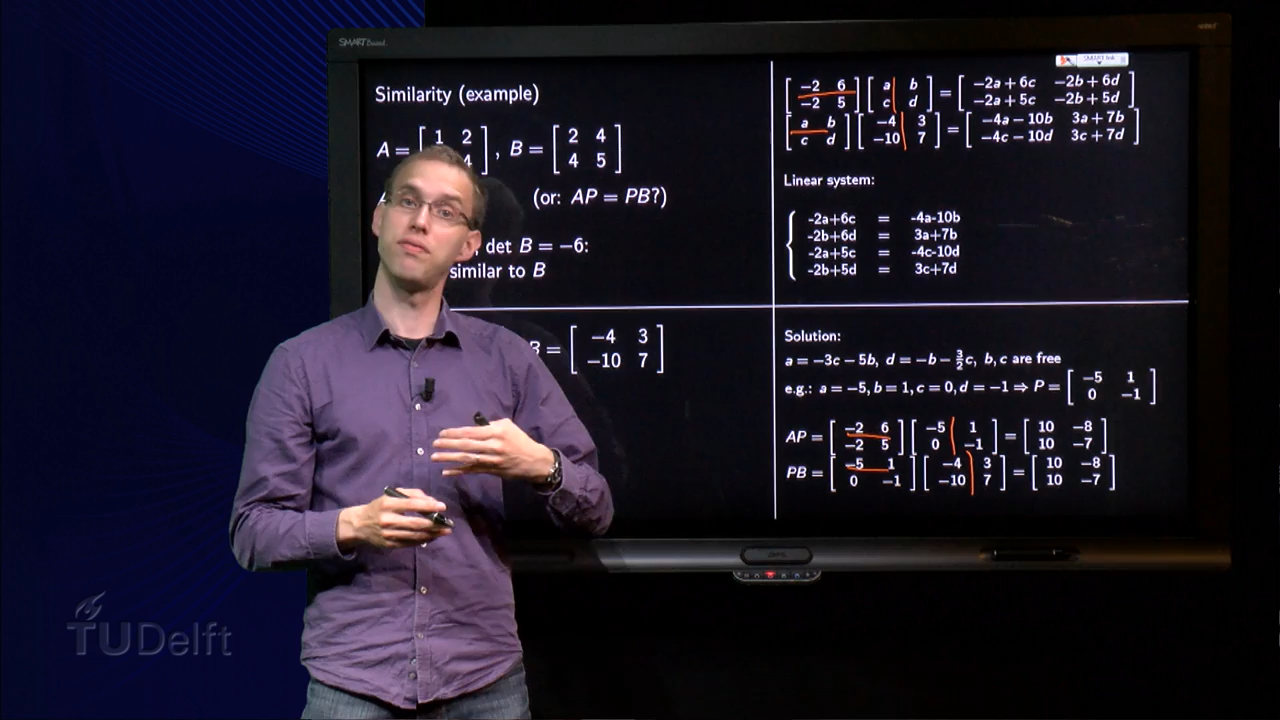 SMART Board
SMART Ink
Similarity (example)
A = [ 1 2 ] , B = [ 2 4 ]
4 4 5
(or: AP = PB?)
, det B = −6:
similar to B
B = [ −4 3 ]
−10 7
[ −2 6 ] [ a b ] = [ −2a + 6c −2b + 6d ]
−2 5 c d −2a + 5c −2b + 5d
[ a b ] [ −4 3 ] = [ −4a − 10b 3a + 7b ]
c d −10 7 −4c − 10d 3c + 7d
Linear system:
{ -2a+6c = -4a-10b
-2b+6d = 3a+7b
-2a+5c = -4c-10d
-2b+5d = 3c+7d
Solution:
a = −3c − 5b, d = −b − 3/2 c, b, c are free
e.g.: a = −5, b = 1, c = 0, d = −1 ⇒ P = [ −5 1 ]
0 −1
AP = [ −2 6 ] [ −5 1 ] = [ 10 −8 ]
−2 5 0 −1 10 −7
PB = [ −5 1 ] [ −4 3 ] = [ 10 −8 ]
0 −1 −10 7 10 −7
TUDelft